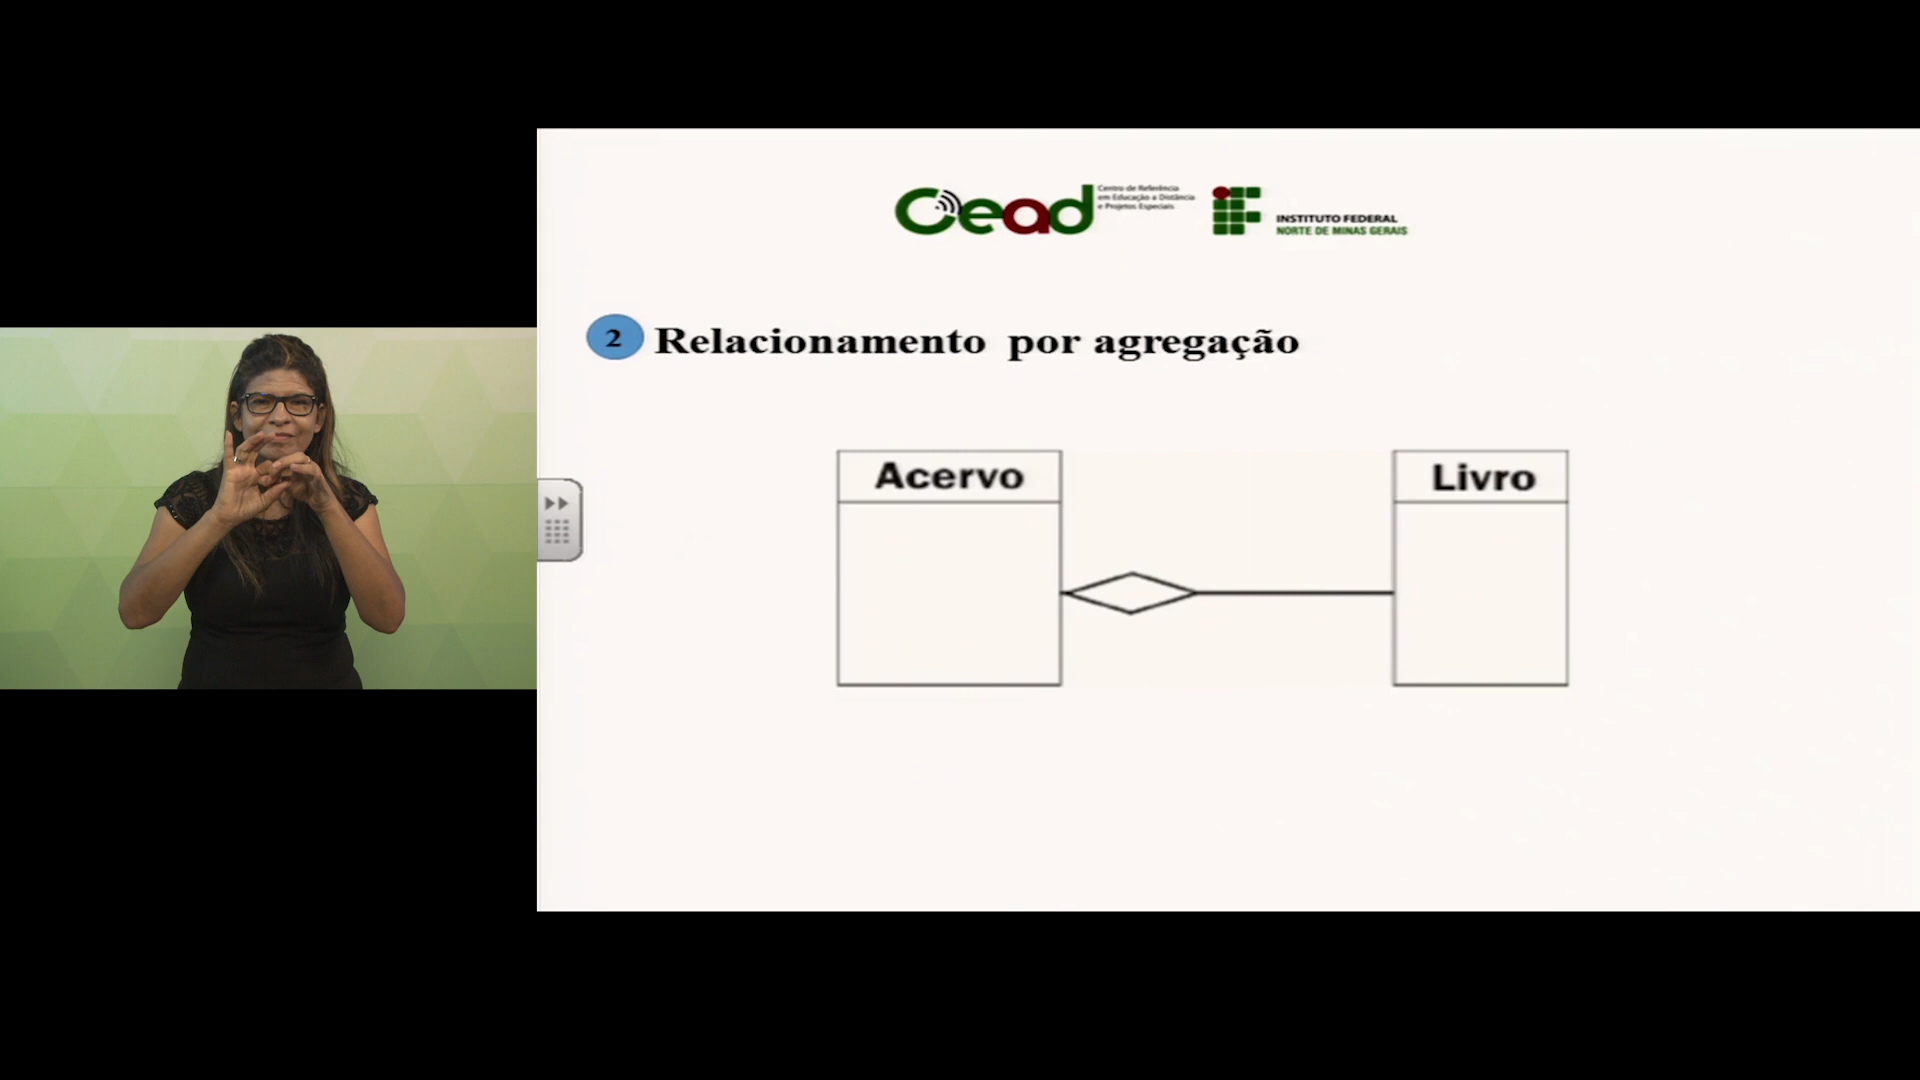 Cead
Centro de Referência
em Educação a Distância
e Projetos Especiais
INSTITUTO FEDERAL
NORTE DE MINAS GERAIS
2 Relacionamento por agregação
Acervo
Livro